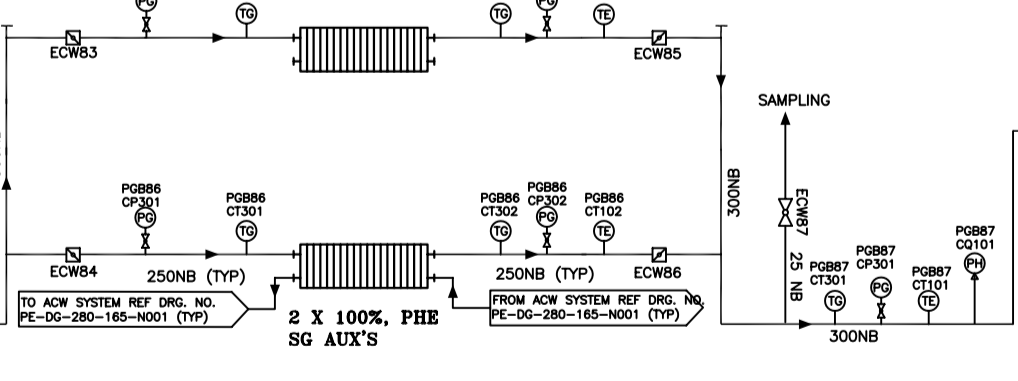 PG
TG
TG
PG
TE
ECW83
ECW85
SAMPLING
300NB
ECW87
25 NB
PGB86
CP301
PG
PGB86
CT301
TG
PGB86
CT302
TG
PGB86
CP302
PG
PGB86
CT102
TE
ECW84
250NB (TYP)
250NB (TYP)
ECW86
PGB87
CT301
TG
PGB87
CP301
PG
PGB87
CT101
TE
PGB87
CQ101
PH
300NB
TO ACW SYSTEM REF DRG. NO.
PE-DG-280-165-N001 (TYP)
FROM ACW SYSTEM REF DRG. NO.
PE-DG-280-165-N001 (TYP)
2 X 100%, PHE
SG AUX'S